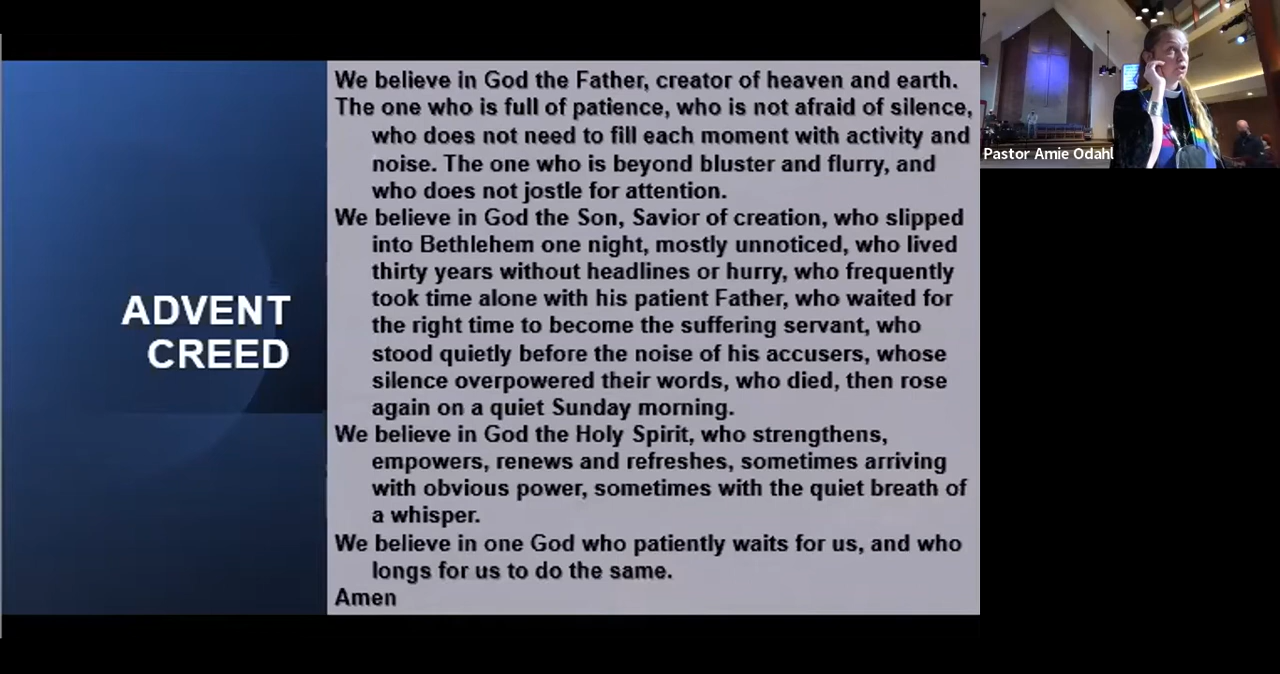 ADVENT
CREED
We believe in God the Father, creator of heaven and earth.
The one who is full of patience, who is not afraid of silence,
who does not need to fill each moment with activity and
noise. The one who is beyond bluster and flurry, and
who does not jostle for attention.
We believe in God the Son, Savior of creation, who slipped
into Bethlehem one night, mostly unnoticed, who lived
thirty years without headlines or hurry, who frequently
took time alone with his patient Father, who waited for
the right time to become the suffering servant, who
stood quietly before the noise of his accusers, whose
silence overpowered their words, who died, then rose
again on a quiet Sunday morning.
We believe in God the Holy Spirit, who strengthens,
empowers, renews and refreshes, sometimes arriving
with obvious power, sometimes with the quiet breath of
a whisper.
We believe in one God who patiently waits for us, and who
longs for us to do the same.
Amen
Pastor Amie Odahl